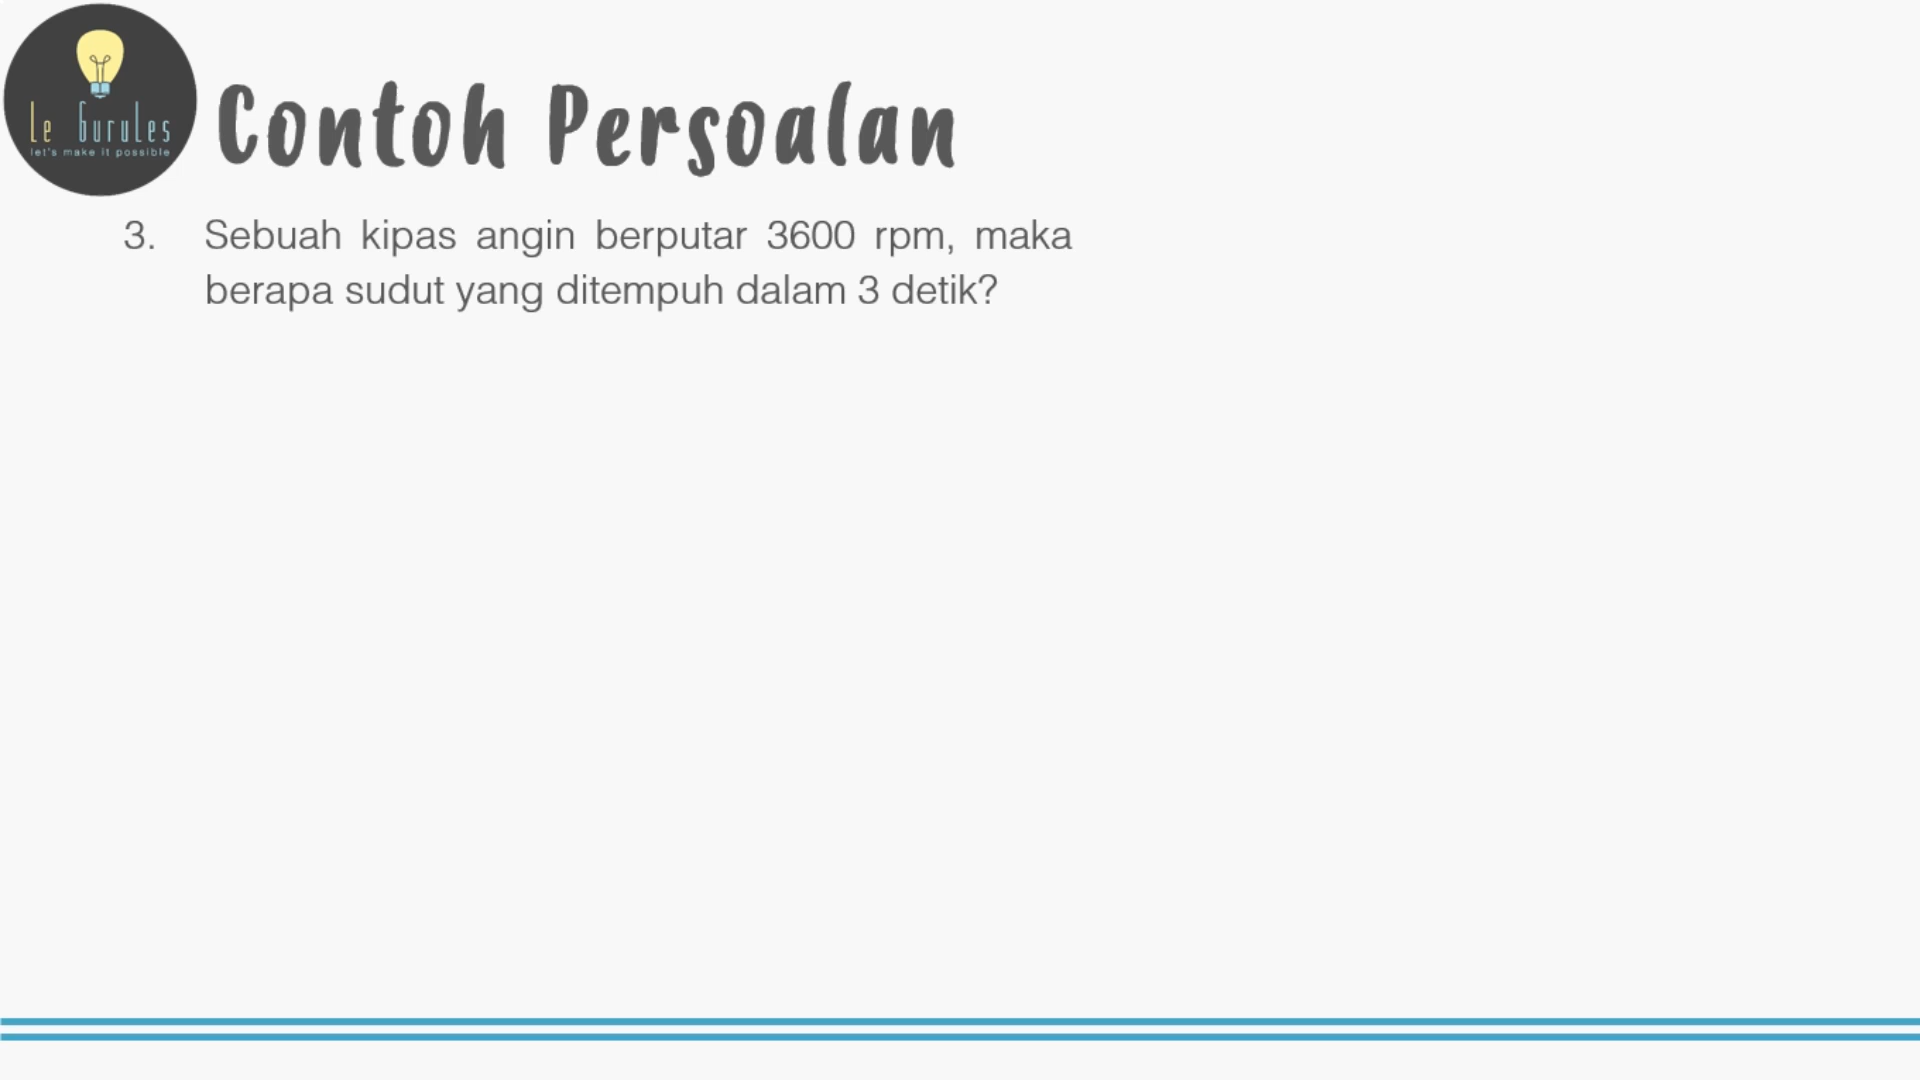 Le Gurules
let's make it possible
Contoh Persoalan
3. Sebuah kipas angin berputar 3600 rpm, maka
berapa sudut yang ditempuh dalam 3 detik?